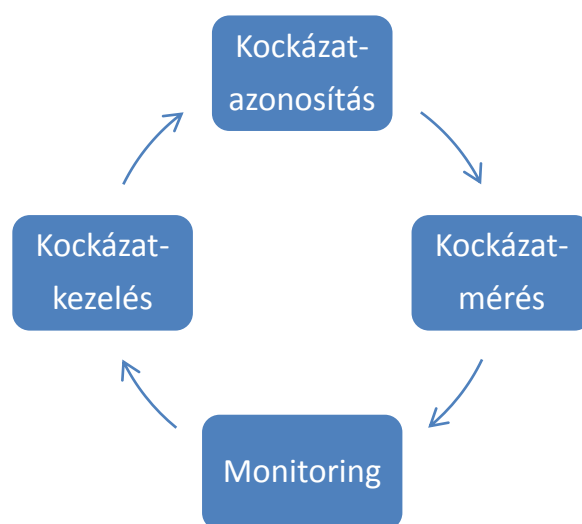 Kockázat-
azonosítás
Kockázat-
mérés
Monitoring
Kockázat-
kezelés